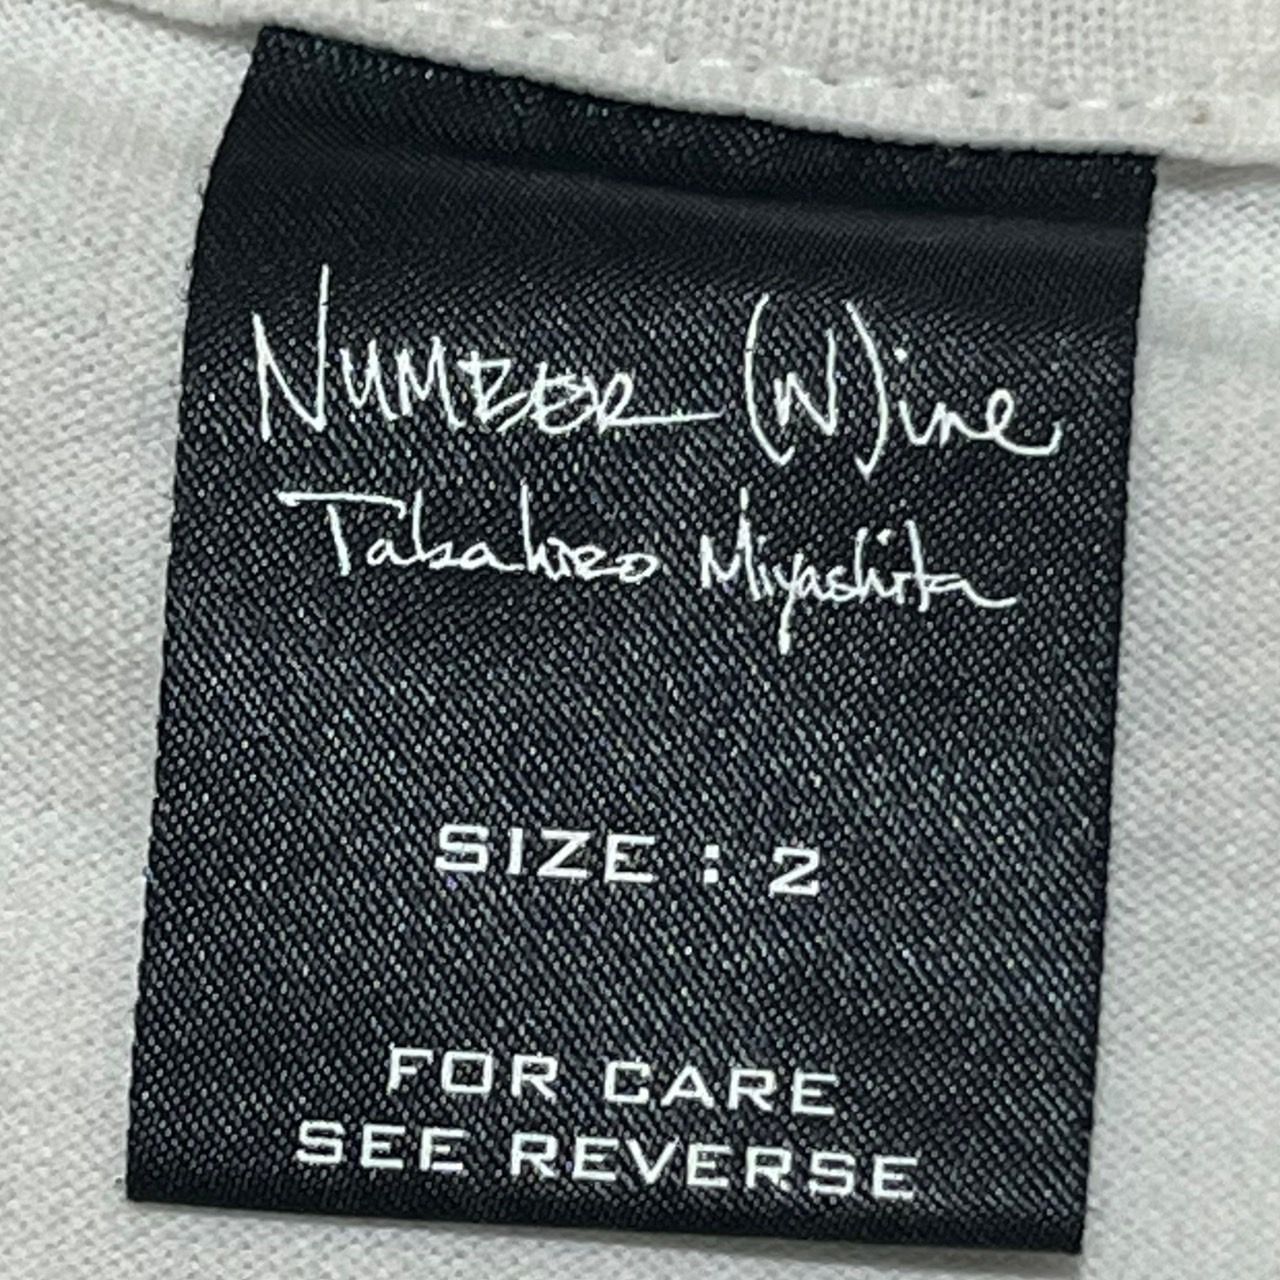 NUMBER (N)ine
Takahiro Miyashita
SIZE : 2
FOR CARE
SEE REVERSE